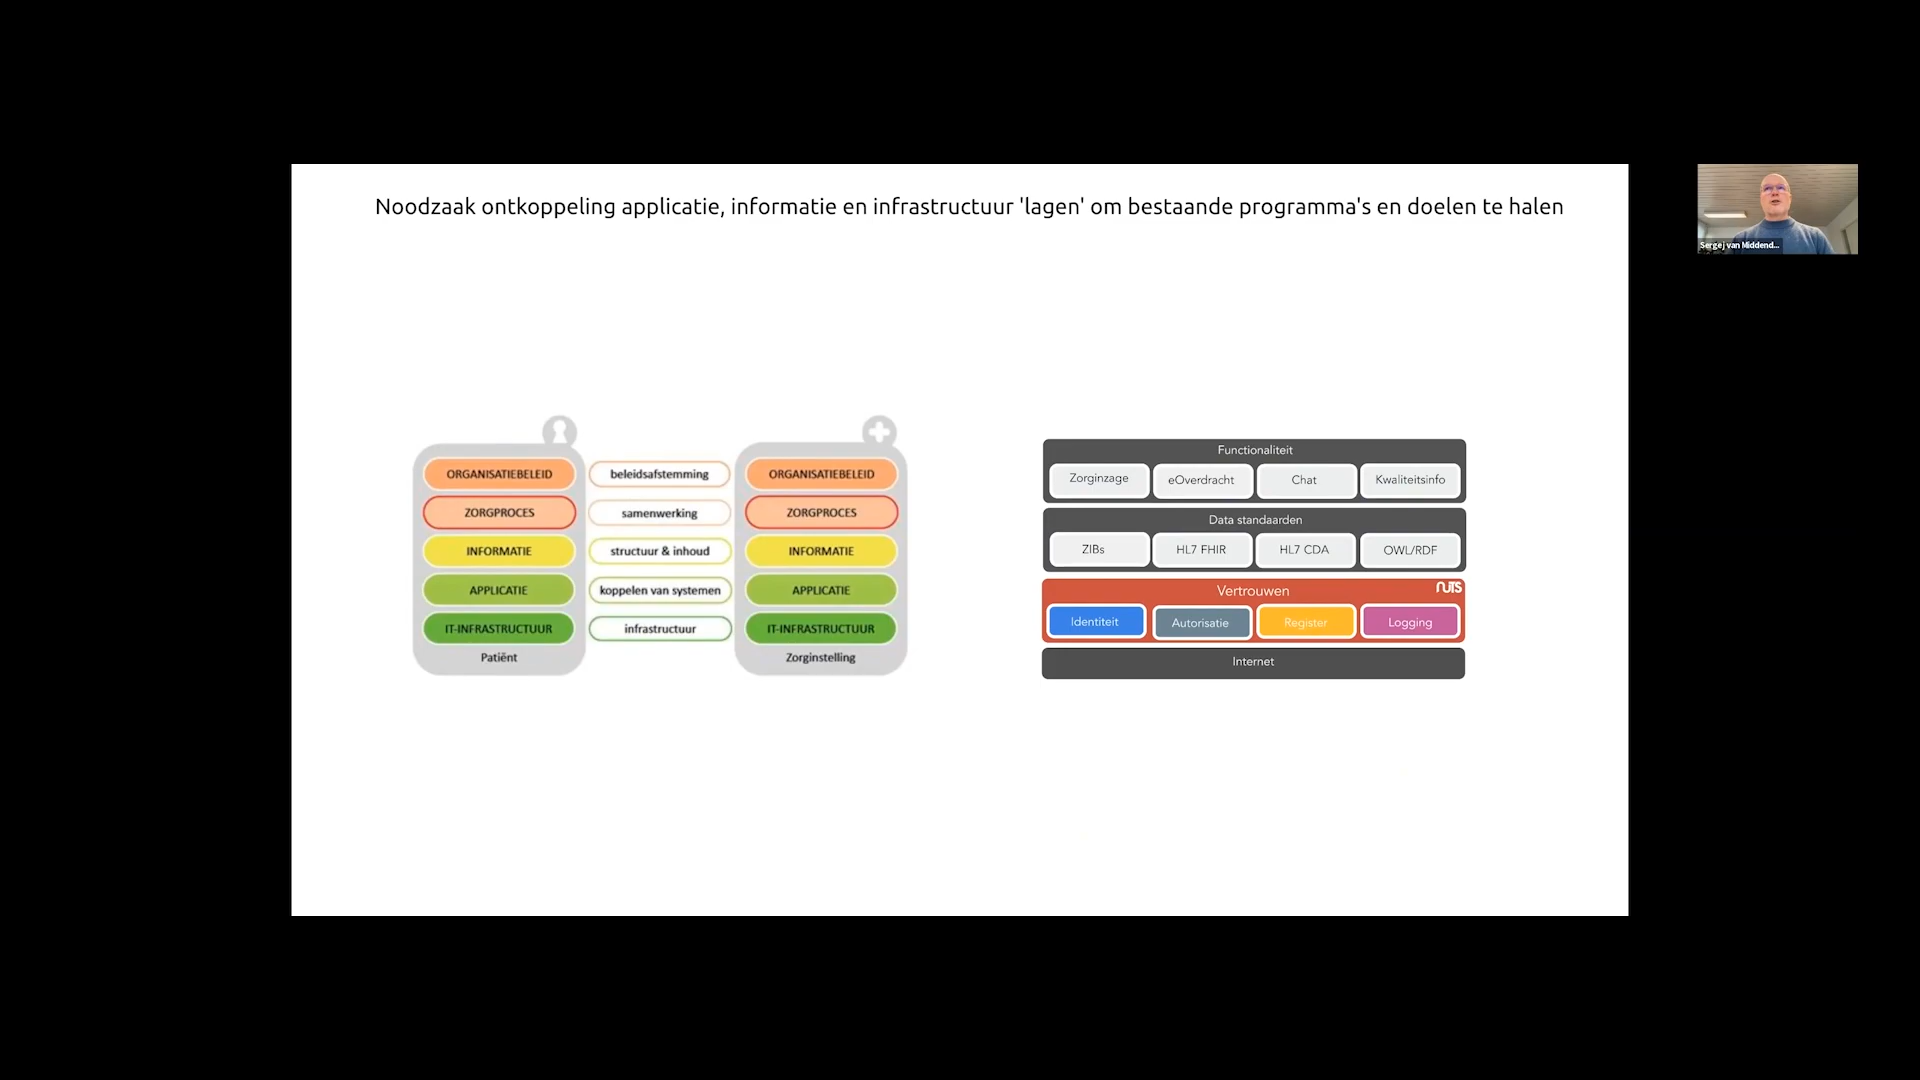 Noodzaak ontkoppeling applicatie, informatie en infrastructuur 'lagen' om bestaande programma's en doelen te halen
Sergej van Middend...
ORGANISATIEBELEID beleidsafstemming ORGANISATIEBELEID
ZORGPROCES samenwerking ZORGPROCES
INFORMATIE structuur & inhoud INFORMATIE
APPLICATIE koppelen van systemen APPLICATIE
IT-INFRASTRUCTUUR infrastructuur IT-INFRASTRUCTUUR
Patiënt Zorginstelling
Functionaliteit
Zorginzage eOverdracht Chat Kwaliteitsinfo
Data standaarden
ZIBs HL7 FHIR HL7 CDA OWL/RDF
Vertrouwen nuts
Identiteit Autorisatie Register Logging
Internet